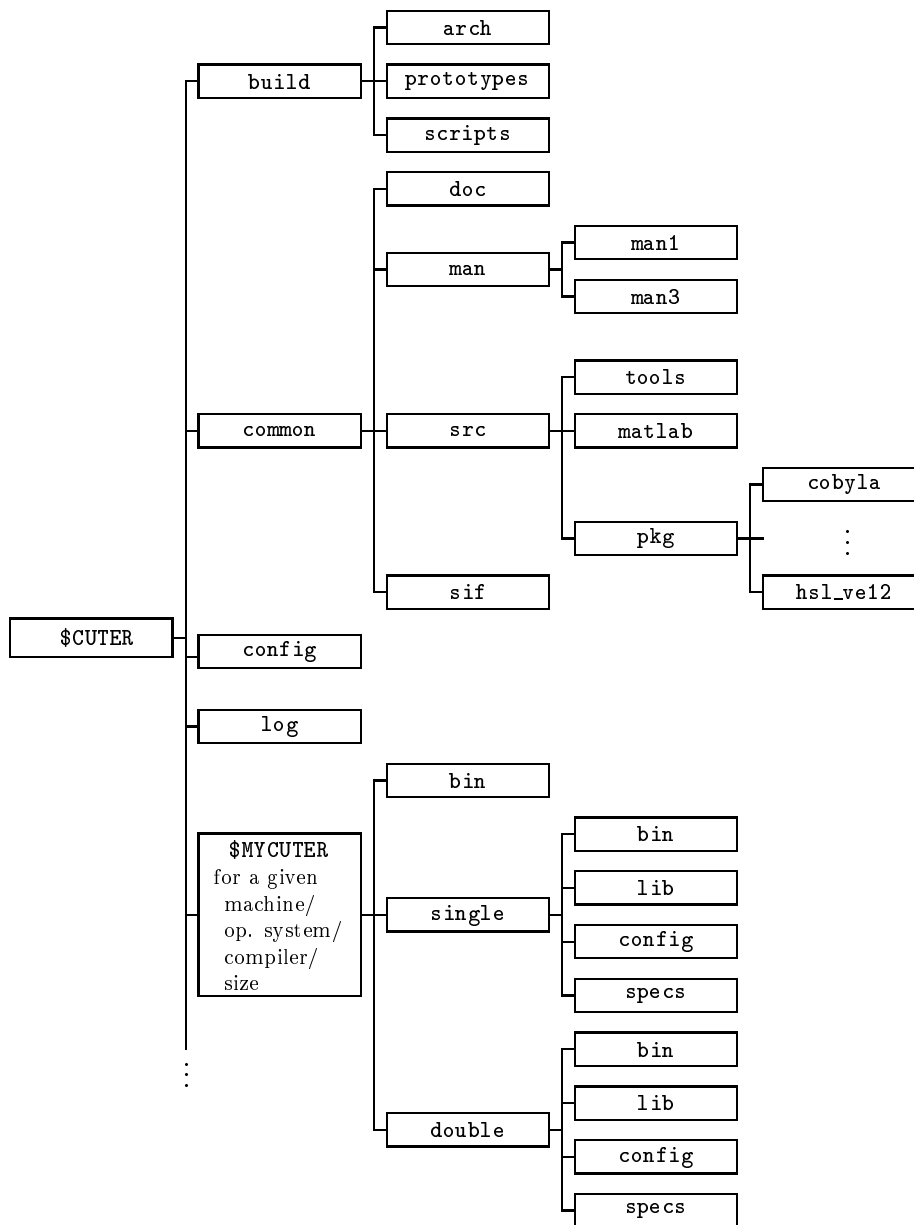 arch
build
prototypes
scripts
doc
man
man1
man3
tools
common
src
matlab
cobyla
pkg
⋮
sif
hsl_ve12
$CUTER
config
log
bin
$MYCUTER
for a given
machine/
op. system/
compiler/
size
bin
lib
single
config
specs
bin
⋮
lib
double
config
specs